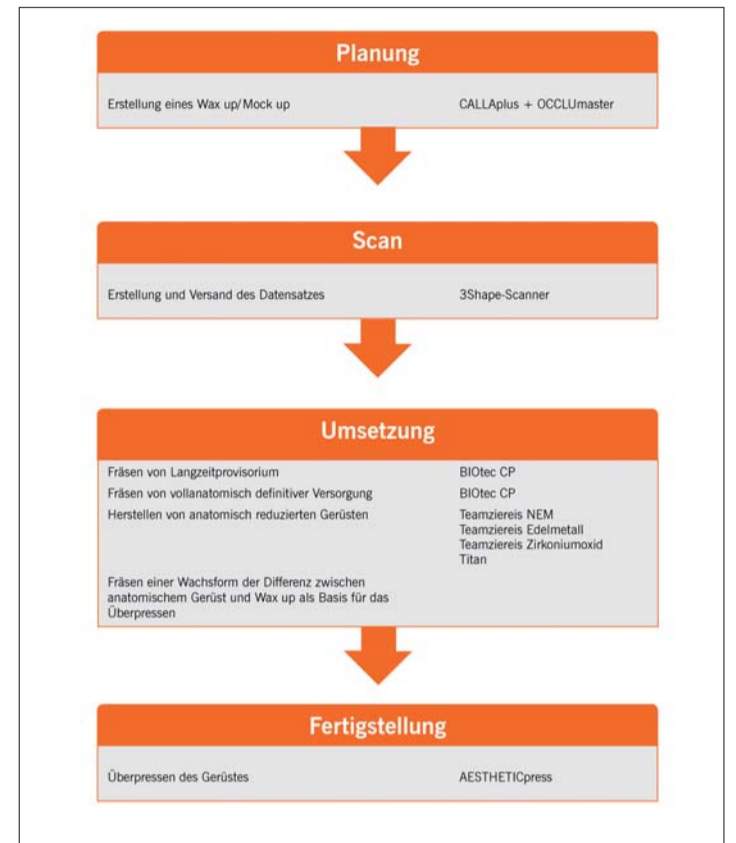 Planung
Erstellung eines Wax up/Mock up CALLAplus + OCCLUmaster
Scan
Erstellung und Versand des Datensatzes 3Shape-Scanner
Umsetzung
Fräsen von Langzeitprovisorium BIOtec CP
Fräsen von vollanatomisch definitiver Versorgung BIOtec CP
Herstellen von anatomisch reduzierten Gerüsten Teamziereis NEM
Teamziereis Edelmetall
Teamziereis Zirkoniumoxid
Titan
Fräsen einer Wachsform der Differenz zwischen
anatomischem Gerüst und Wax up als Basis für das
Überpressen
Fertigstellung
Überpressen des Gerüstes AESTHETICpress